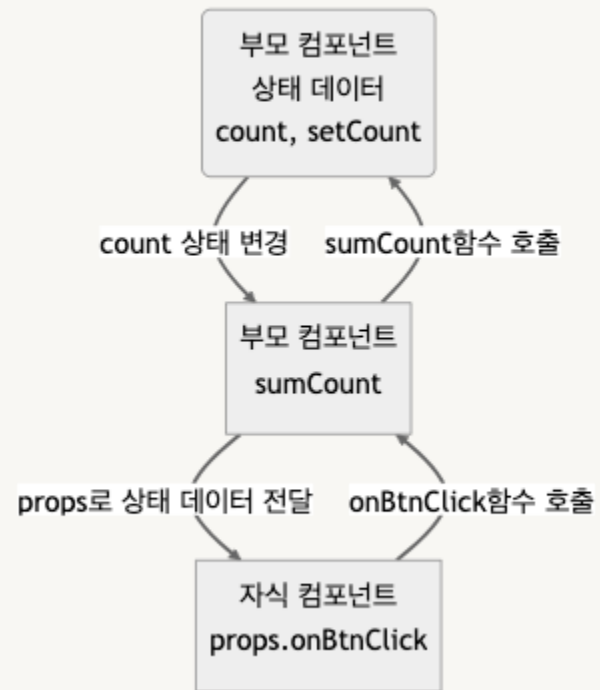 부모 컴포넌트
상태 데이터
count, setCount
count 상태 변경
sumCount함수 호출
부모 컴포넌트
sumCount
props로 상태 데이터 전달
onBtnClick함수 호출
자식 컴포넌트
props.onBtnClick